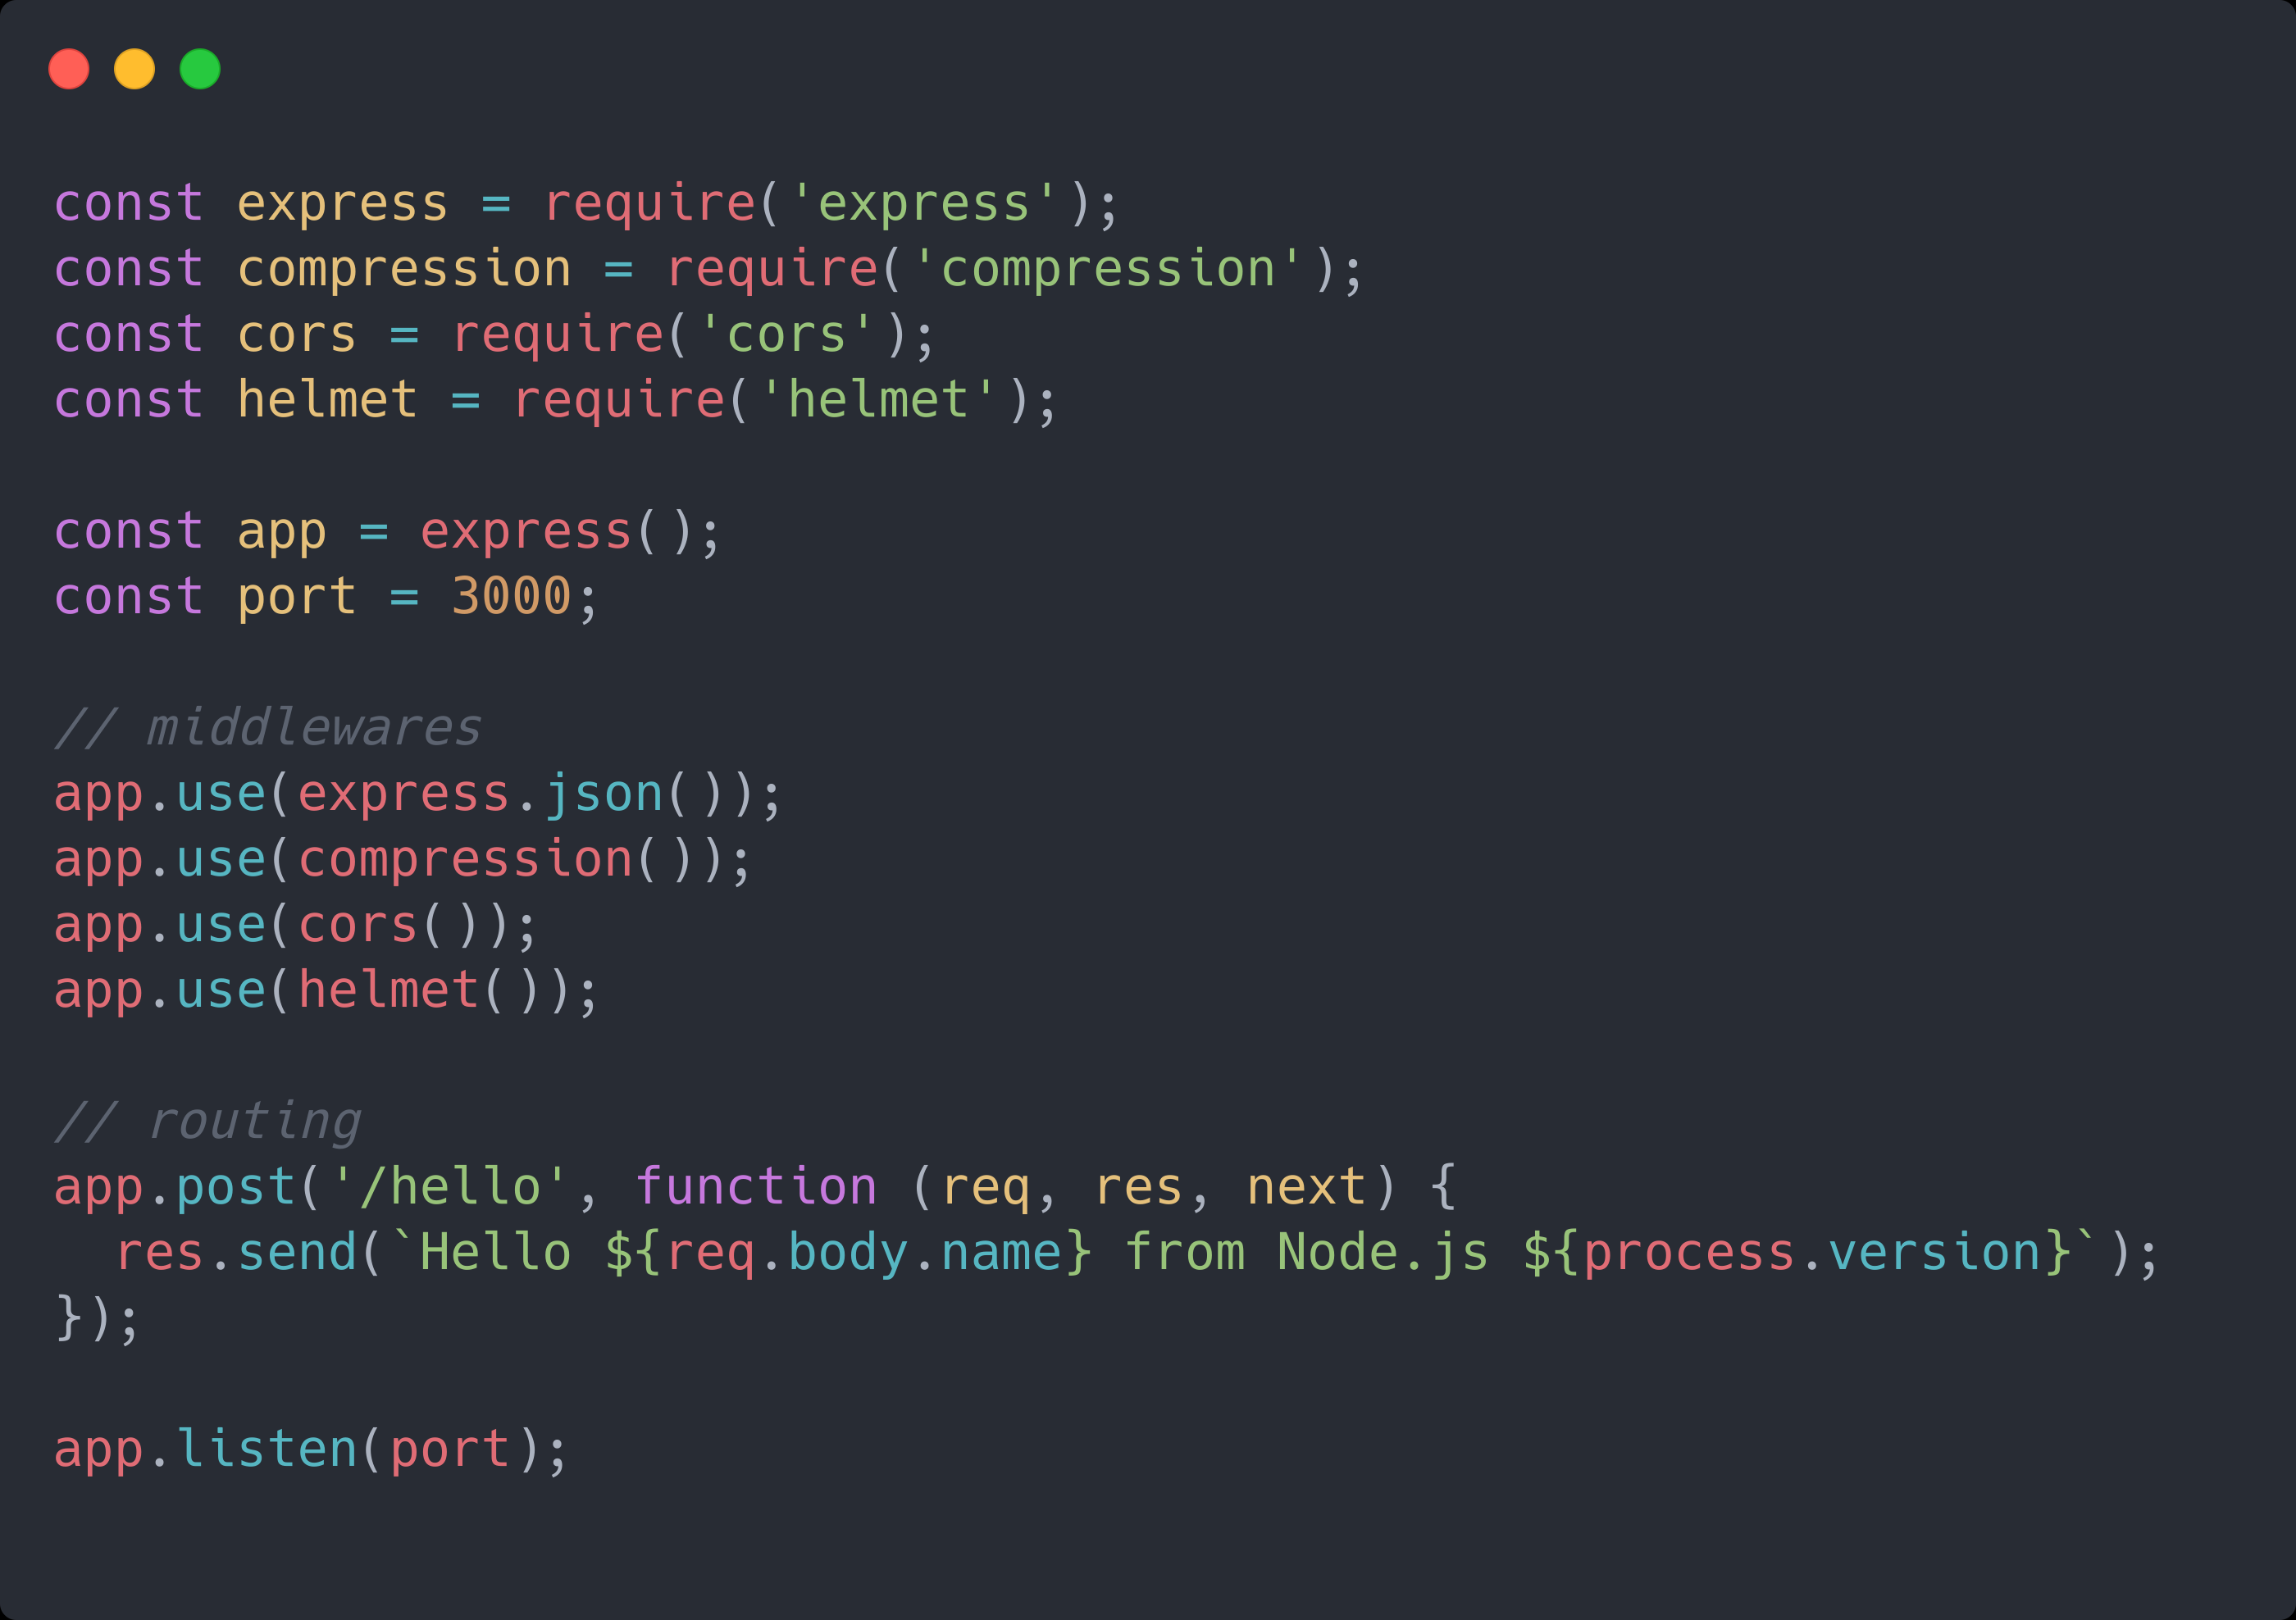 const express = require('express');
const compression = require('compression');
const cors = require('cors');
const helmet = require('helmet');

const app = express();
const port = 3000;

// middlewares
app.use(express.json());
app.use(compression());
app.use(cors());
app.use(helmet());

// routing
app.post('/hello', function (req, res, next) {
  res.send(`Hello ${req.body.name} from Node.js ${process.version}`);
});

app.listen(port);